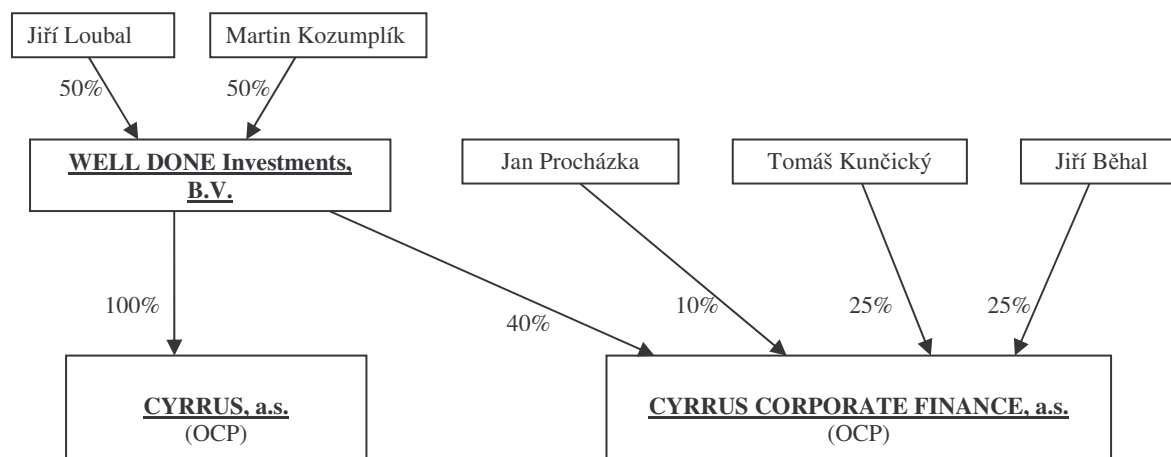 Jiří Loubal
Martin Kozumplík
50%
50%
WELL DONE Investments,
B.V.
Jan Procházka
Tomáš Kunčický
Jiří Běhal
100%
40%
10%
25%
25%
CYRRUS, a.s.
(OCP)
CYRRUS CORPORATE FINANCE, a.s.
(OCP)